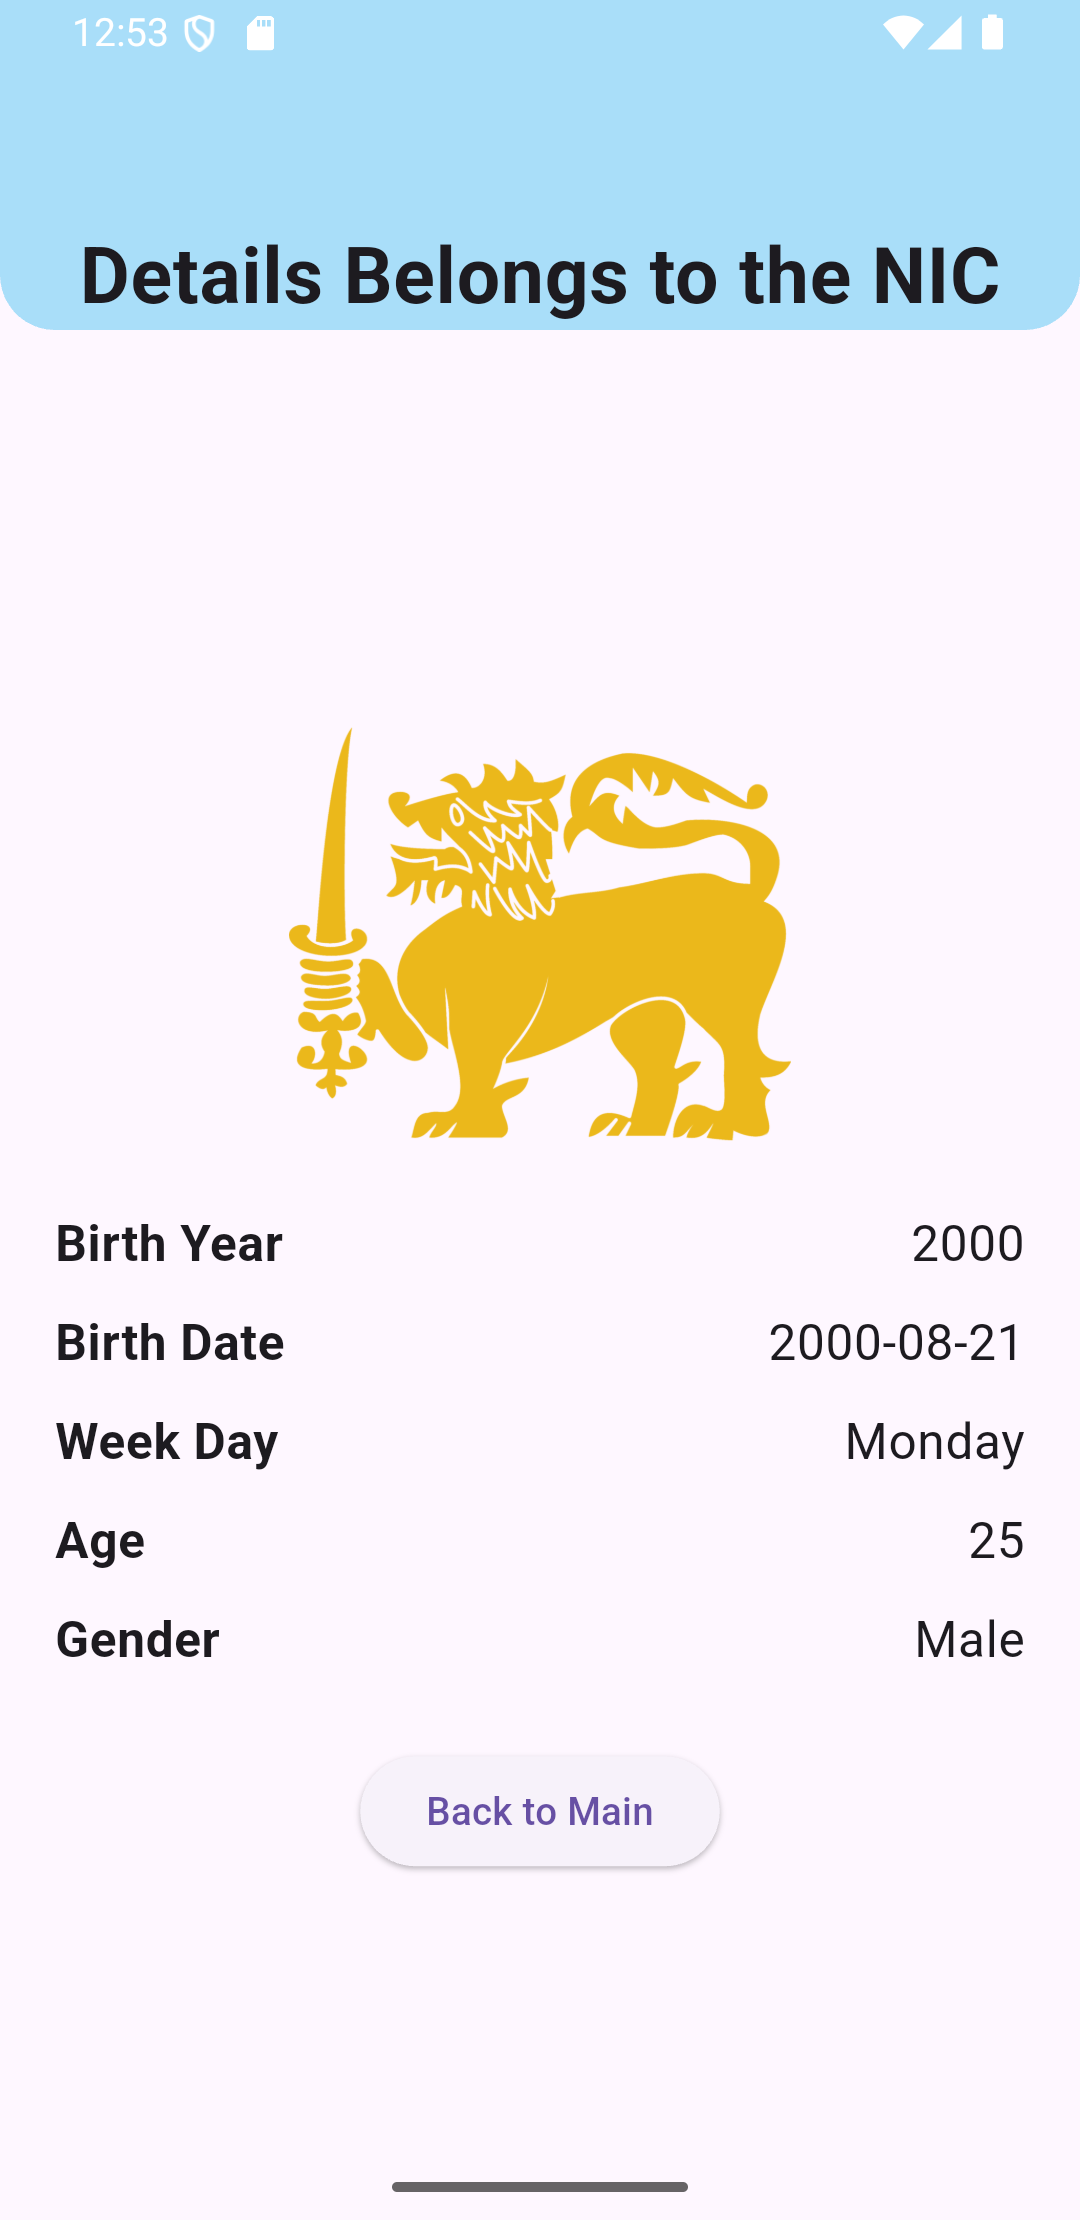 12:53
Details Belongs to the NIC
Birth Year 2000
Birth Date 2000-08-21
Week Day Monday
Age 25
Gender Male
Back to Main